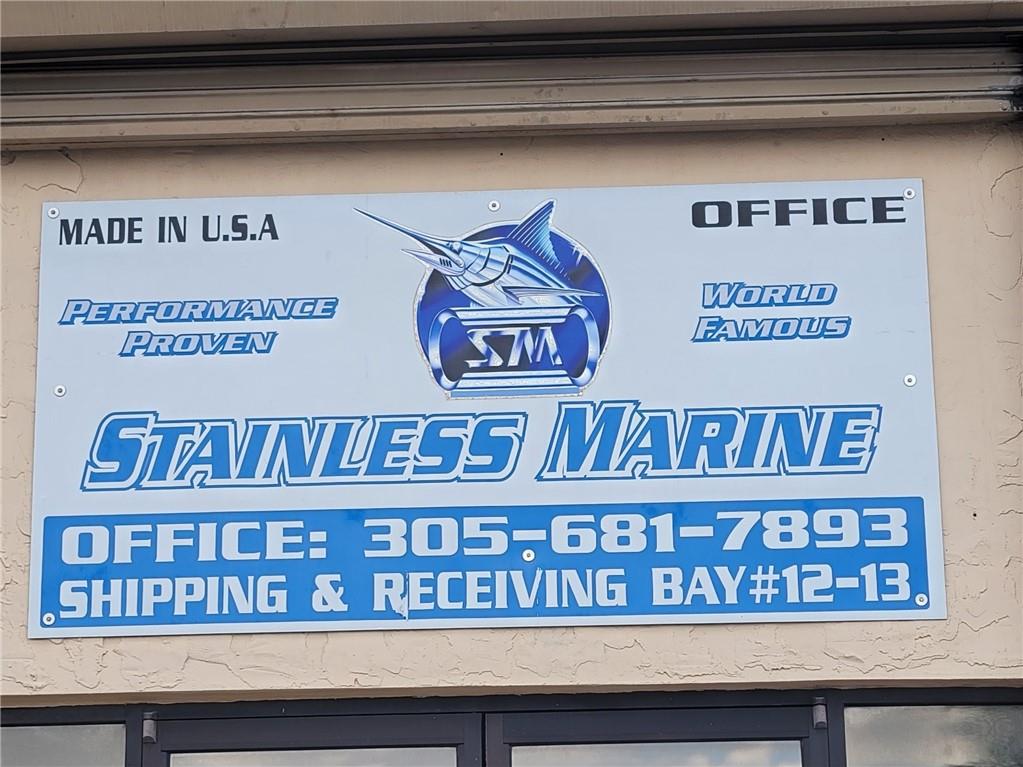 MADE IN U.S.A
OFFICE
PERFORMANCE
PROVEN
WORLD
FAMOUS
SM
STAINLESS MARINE
OFFICE: 305-681-7893
SHIPPING & RECEIVING BAY#12-13